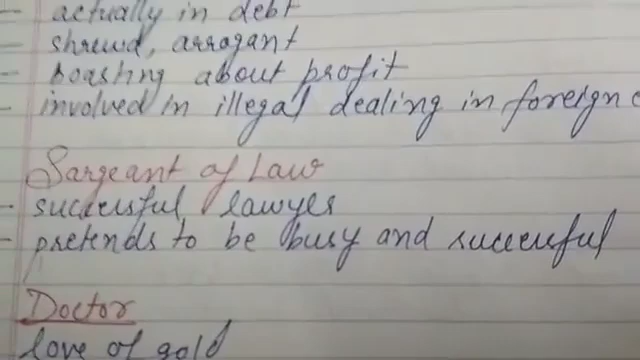 - actually in debt
- shrewd, arrogant
- boasting about profit
- involved in illegal dealing in foreign
Sargeant of Law
- successful lawyer
- pretends to be busy and successful
Doctor
love of gold